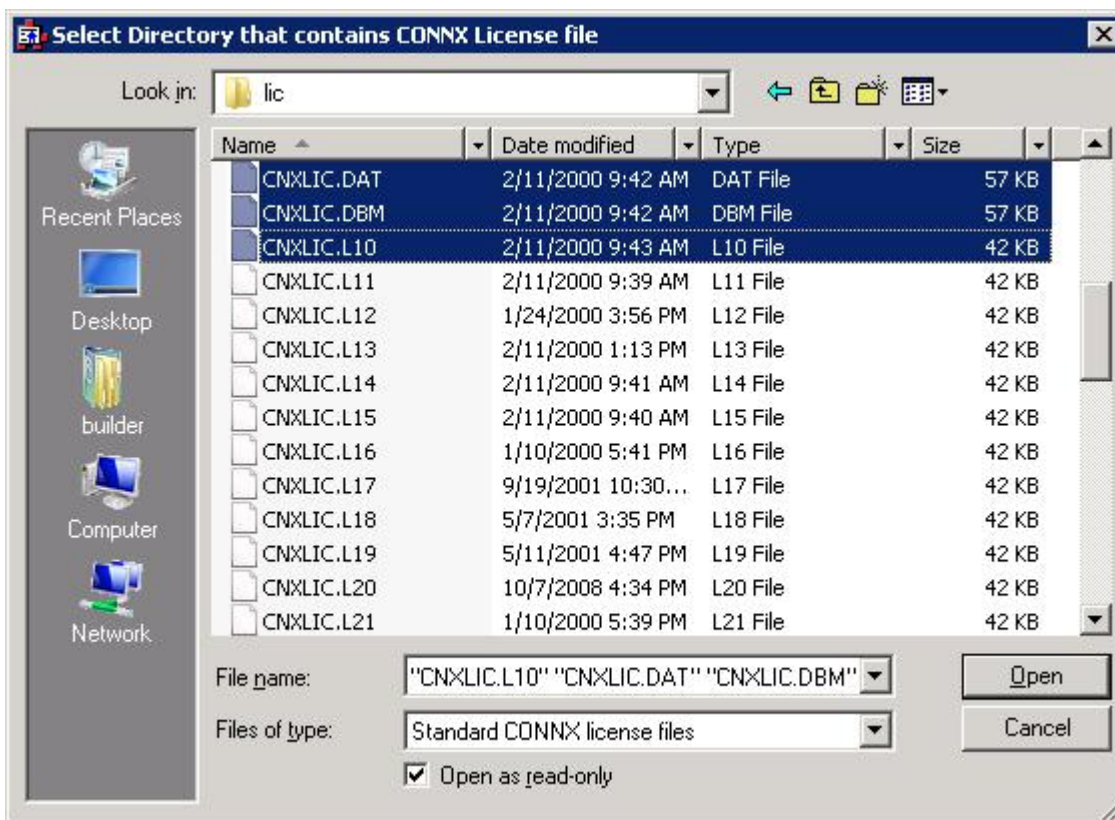 Select Directory that contains CONNX License file
Look in: lic
Name Date modified Type Size
CNXLIC.DAT 2/11/2000 9:42 AM DAT File 57 KB
CNXLIC.DBM 2/11/2000 9:42 AM DBM File 57 KB
CNXLIC.L10 2/11/2000 9:43 AM L10 File 42 KB
CNXLIC.L11 2/11/2000 9:39 AM L11 File 42 KB
CNXLIC.L12 1/24/2000 3:56 PM L12 File 42 KB
CNXLIC.L13 2/11/2000 1:13 PM L13 File 42 KB
CNXLIC.L14 2/11/2000 9:41 AM L14 File 42 KB
CNXLIC.L15 2/11/2000 9:40 AM L15 File 42 KB
CNXLIC.L16 1/10/2000 5:41 PM L16 File 42 KB
CNXLIC.L17 9/19/2001 10:30... L17 File 42 KB
CNXLIC.L18 5/7/2001 3:35 PM L18 File 42 KB
CNXLIC.L19 5/11/2001 4:47 PM L19 File 42 KB
CNXLIC.L20 10/7/2008 4:34 PM L20 File 42 KB
CNXLIC.L21 1/10/2000 5:39 PM L21 File 42 KB
Recent Places
Desktop
builder
Computer
Network
File name: "CNXLIC.L10" "CNXLIC.DAT" "CNXLIC.DBM" Open
Files of type: Standard CONNX license files Cancel
Open as read-only